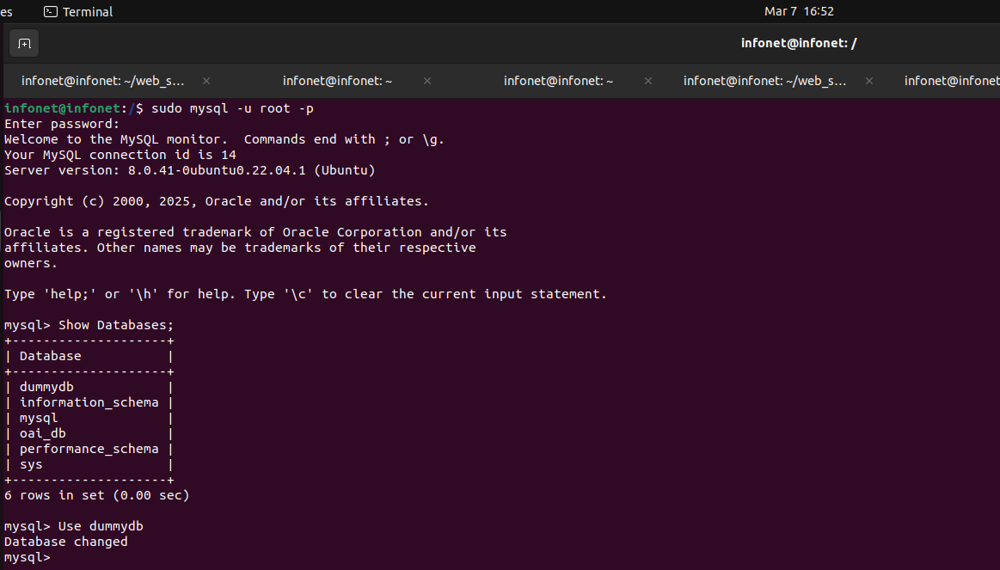 es Terminal Mar 7 16:52
infonet@infonet: /
infonet@infonet: ~/web_s... × infonet@infonet: ~ × infonet@infonet: ~ × infonet@infonet: ~/web_s... × infonet@infonet
infonet@infonet:/$ sudo mysql -u root -p
Enter password:
Welcome to the MySQL monitor.  Commands end with ; or \g.
Your MySQL connection id is 14
Server version: 8.0.41-0ubuntu0.22.04.1 (Ubuntu)

Copyright (c) 2000, 2025, Oracle and/or its affiliates.

Oracle is a registered trademark of Oracle Corporation and/or its
affiliates. Other names may be trademarks of their respective
owners.

Type 'help;' or '\h' for help. Type '\c' to clear the current input statement.

mysql> Show Databases;
+--------------------+
| Database           |
+--------------------+
| dummydb            |
| information_schema |
| mysql              |
| oai_db             |
| performance_schema |
| sys                |
+--------------------+
6 rows in set (0.00 sec)

mysql> Use dummydb
Database changed
mysql>